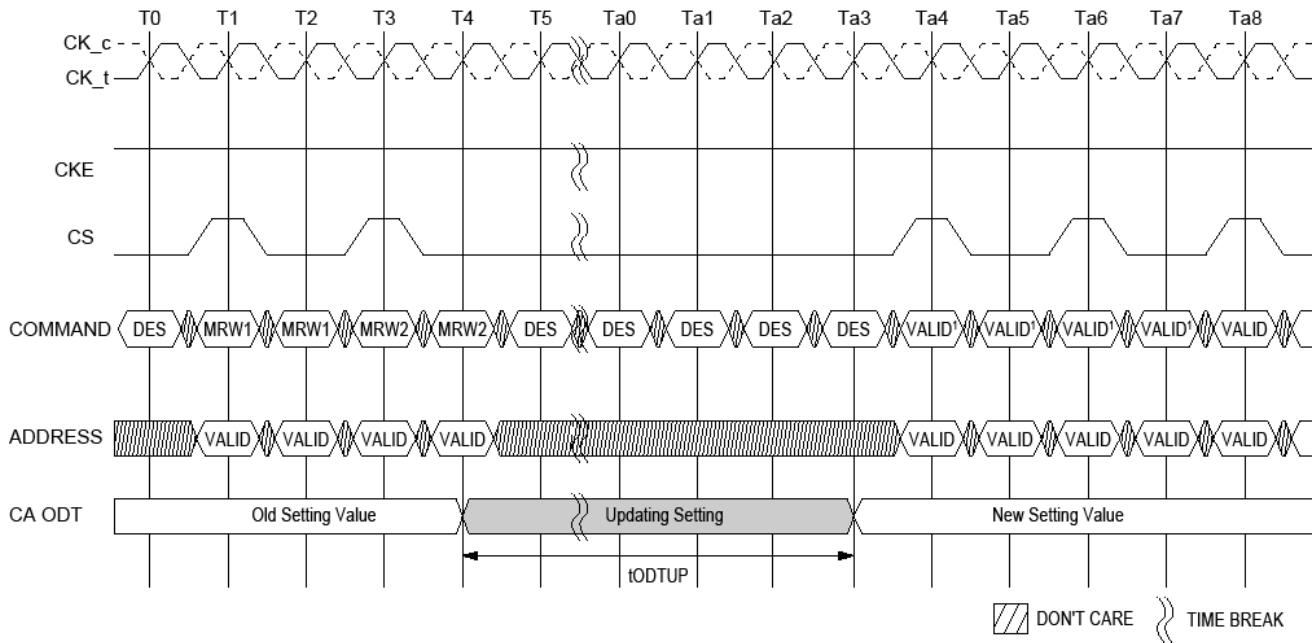 T0 T1 T2 T3 T4 T5 Ta0 Ta1 Ta2 Ta3 Ta4 Ta5 Ta6 Ta7 Ta8
CK_c
CK_t
CKE
CS
COMMAND DES MRW1 MRW1 MRW2 MRW2 DES DES DES DES DES VALID¹ VALID¹ VALID¹ VALID¹ VALID
ADDRESS VALID VALID VALID VALID VALID VALID VALID VALID VALID
CA ODT Old Setting Value Updating Setting New Setting Value
tODTUP
DON'T CARE TIME BREAK